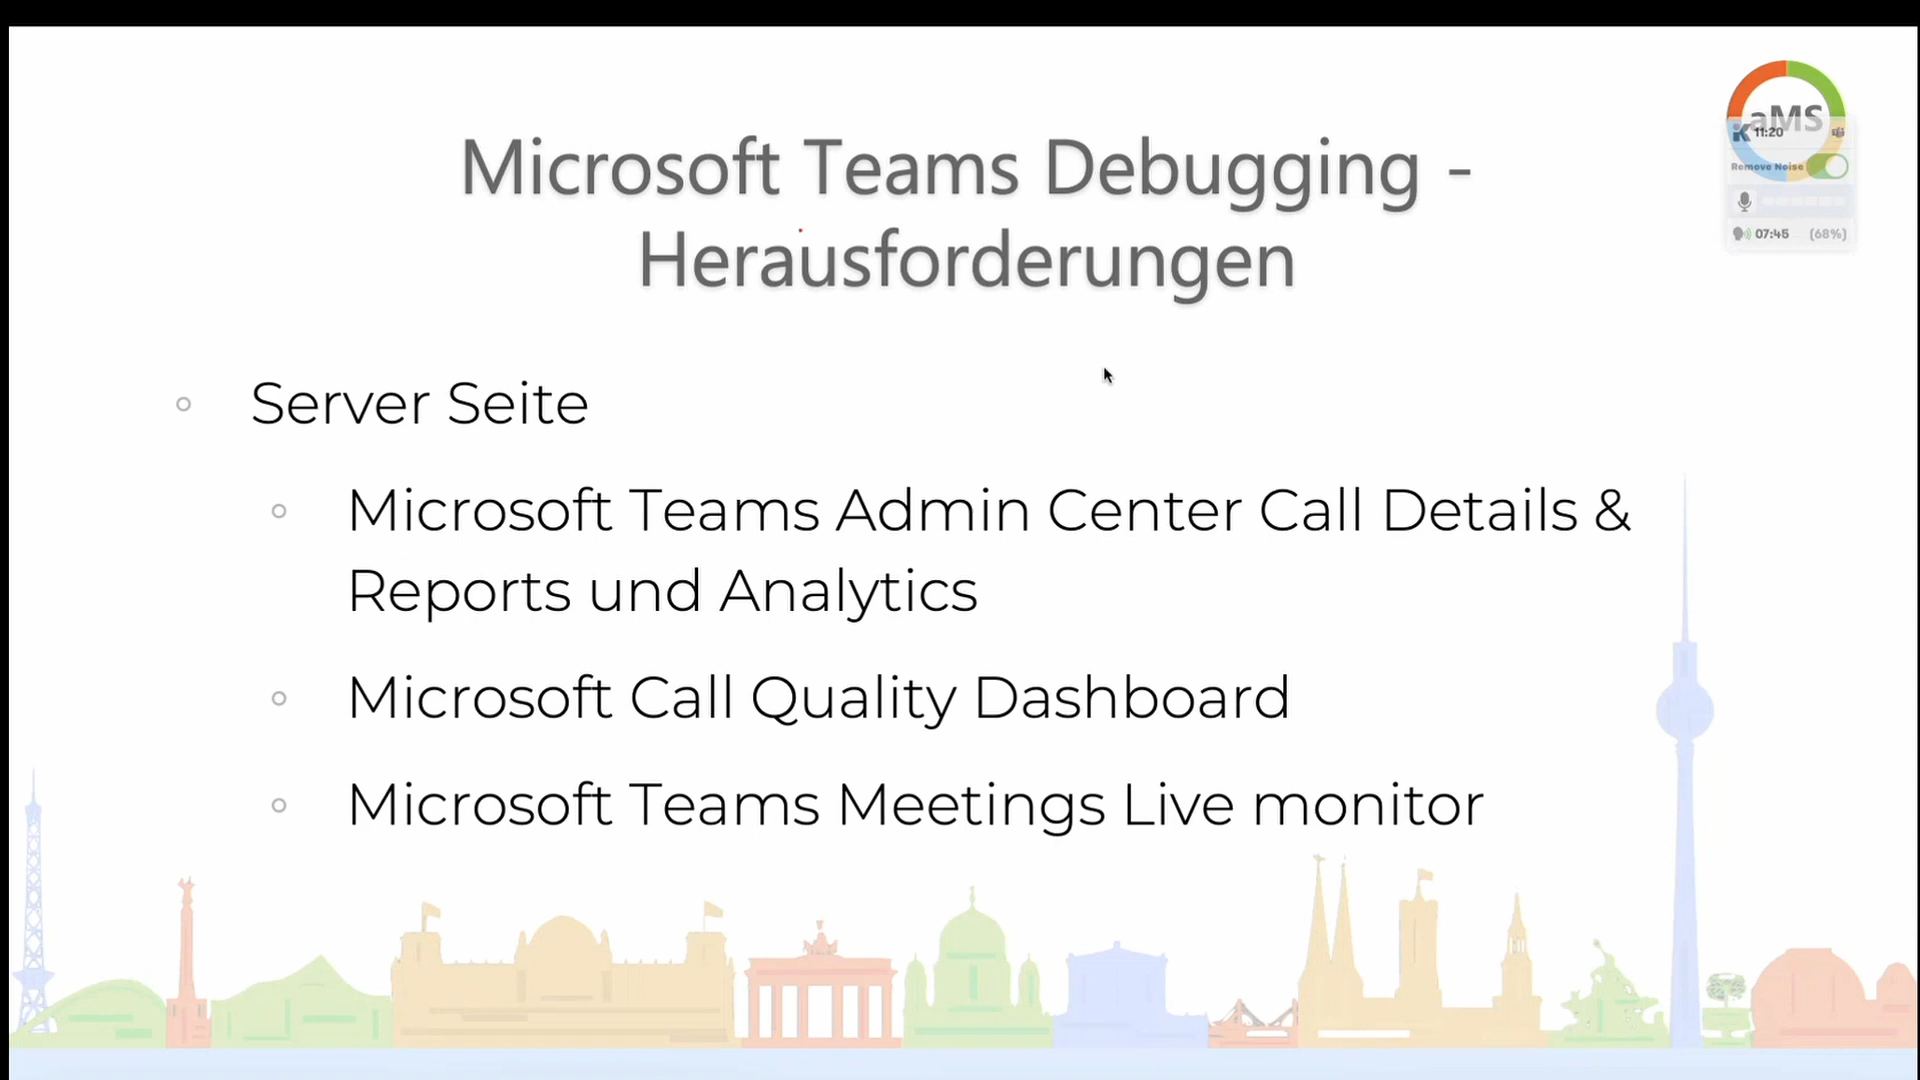 aMS
11:20
Remove Noise
07:45 (68%)
Microsoft Teams Debugging -
Herausforderungen
Server Seite
Microsoft Teams Admin Center Call Details &
Reports und Analytics
Microsoft Call Quality Dashboard
Microsoft Teams Meetings Live monitor